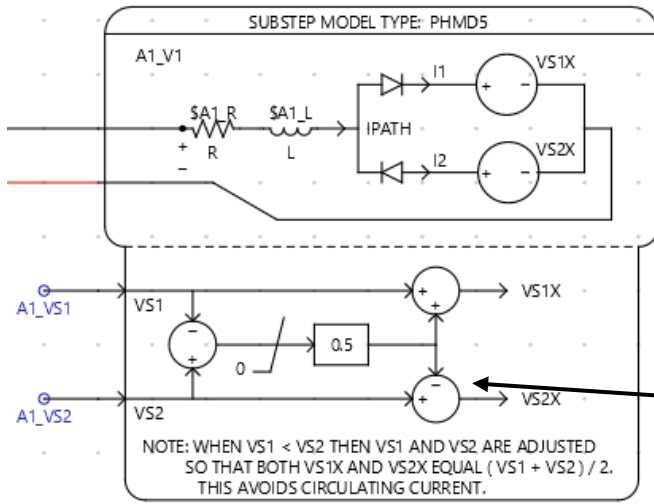 SUBSTEP MODEL TYPE: PHMD5
A1_V1
$A1_R
$A1_L
R
L
+
-
IPATH
I1
I2
+ -
VS1X
+ -
VS2X
A1_VS1
VS1
+
+
VS1X
-
+
0
0.5
A1_VS2
VS2
+
-
VS2X
NOTE: WHEN VS1 < VS2 THEN VS1 AND VS2 ARE ADJUSTED
SO THAT BOTH VS1X AND VS2X EQUAL ( VS1 + VS2 ) / 2.
THIS AVOIDS CIRCULATING CURRENT.